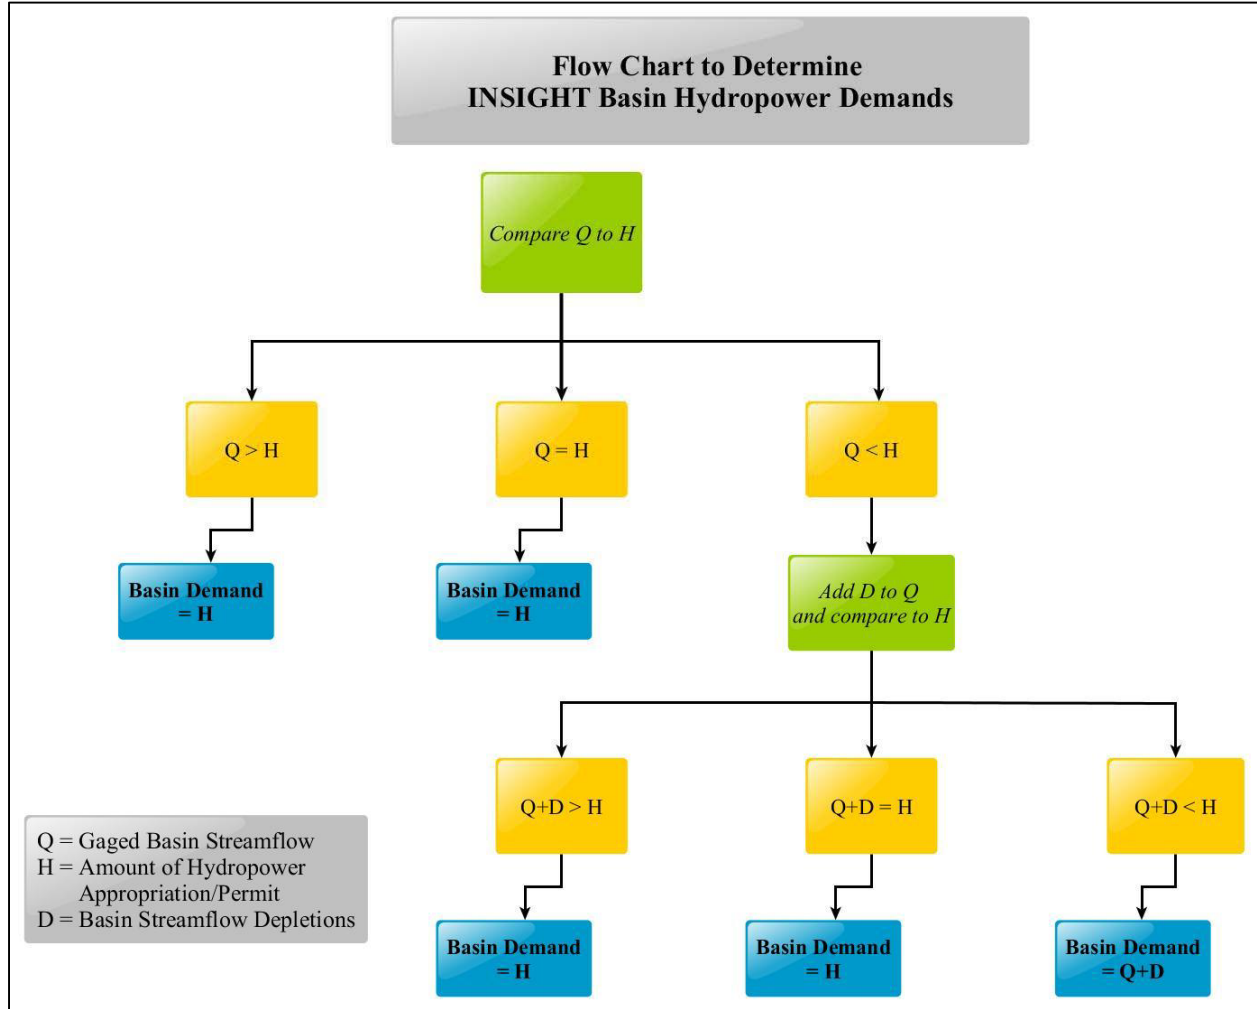 Flow Chart to Determine
INSIGHT Basin Hydropower Demands
Compare Q to H
Q > H
Q = H
Q < H
Basin Demand
= H
Basin Demand
= H
Add D to Q
and compare to H
Q+D > H
Q+D = H
Q+D < H
Q = Gaged Basin Streamflow
H = Amount of Hydropower
Appropriation/Permit
D = Basin Streamflow Depletions
Basin Demand
= H
Basin Demand
= H
Basin Demand
= Q+D